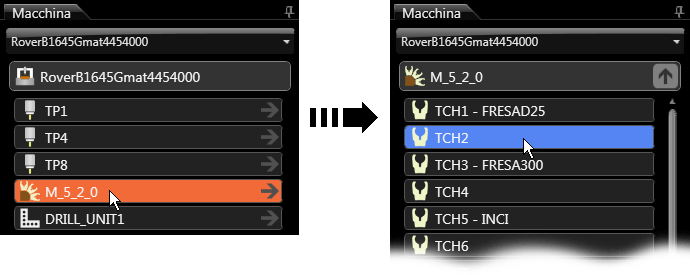 Macchina
RoverB1645Gmat4454000
RoverB1645Gmat4454000
TP1
TP4
TP8
M_5_2_0
DRILL_UNIT1
Macchina
RoverB1645Gmat4454000
M_5_2_0
TCH1 - FRESAD25
TCH2
TCH3 - FRESA300
TCH4
TCH5 - INCI
TCH6